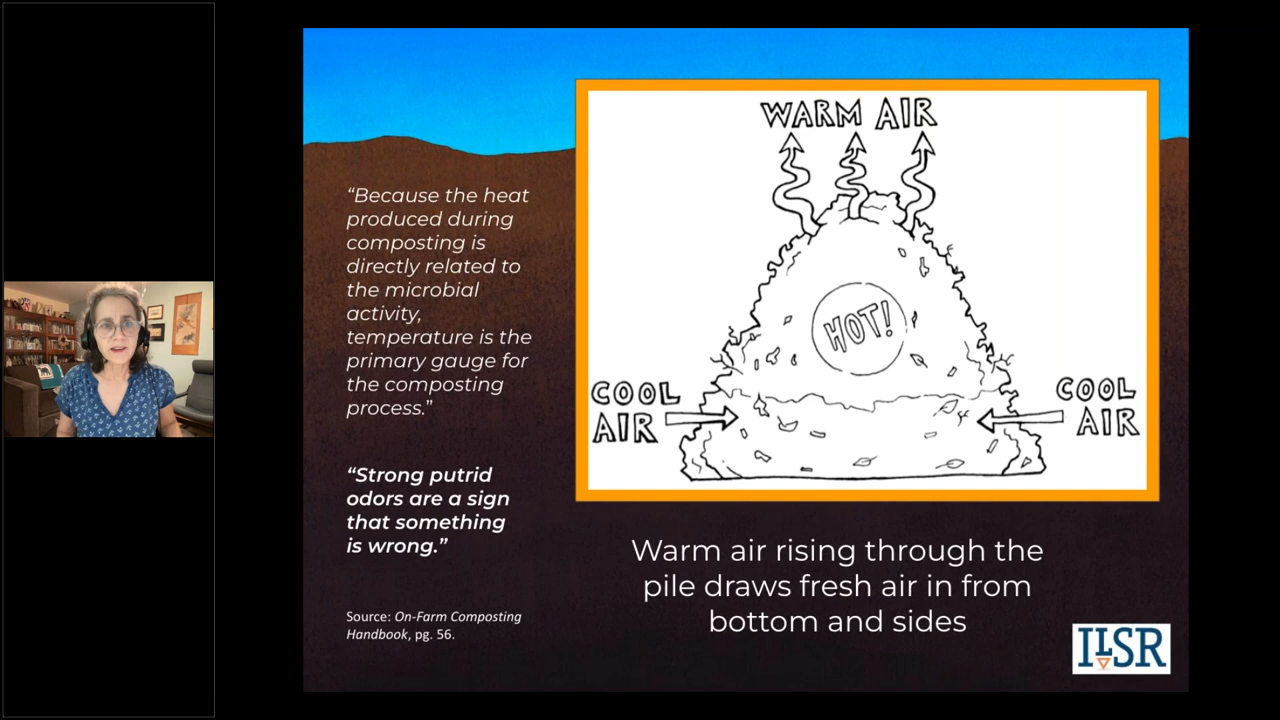 “Because the heat
produced during
composting is
directly related to
the microbial
activity,
temperature is the
primary gauge for
the composting
process.”
“Strong putrid
odors are a sign
that something
is wrong.”
Source: On-Farm Composting
Handbook, pg. 56.
WARM AIR
HOT!
COOL
AIR
COOL
AIR
Warm air rising through the
pile draws fresh air in from
bottom and sides
ILSR